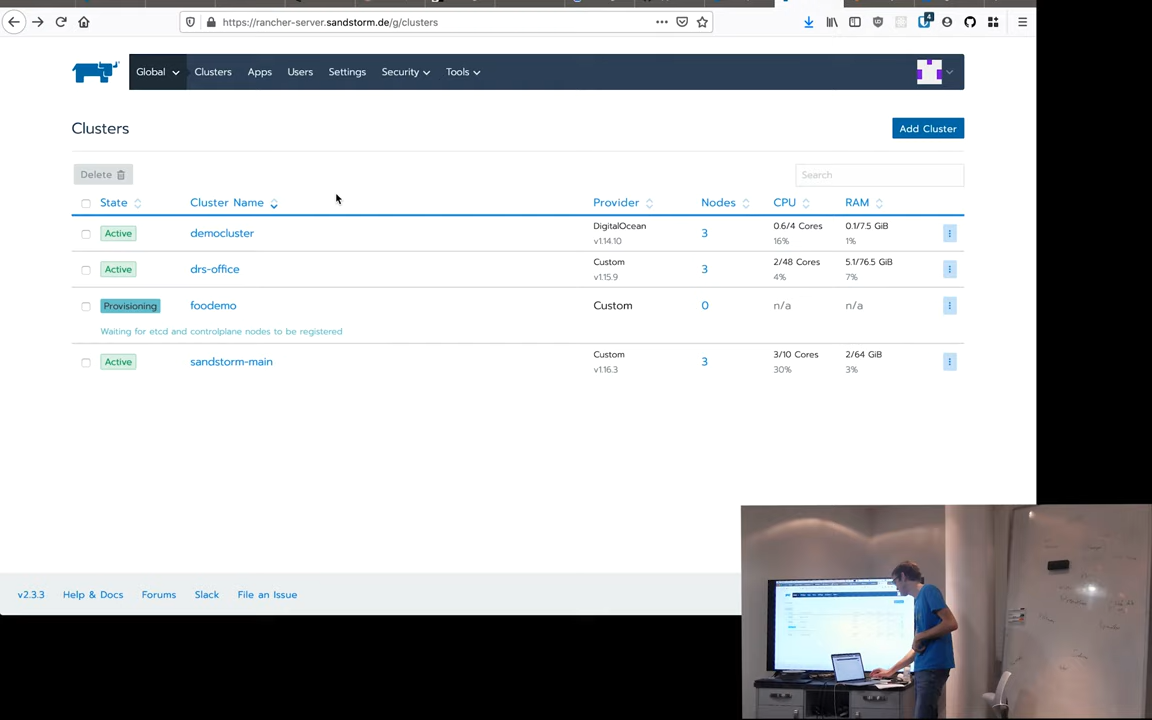 https://rancher-server.sandstorm.de/g/clusters
4
Global Clusters Apps Users Settings Security Tools
Clusters
Add Cluster
Delete
Search
State Cluster Name Provider Nodes CPU RAM
Active democluster DigitalOcean 3 0.6/4 Cores 0.1/7.5 GiB
v1.14.10 16% 1%
Active drs-office Custom 3 2/48 Cores 5.1/76.5 GiB
v1.15.9 4% 7%
Provisioning foodemo Custom 0 n/a n/a
Waiting for etcd and controlplane nodes to be registered
Active sandstorm-main Custom 3 3/10 Cores 2/64 GiB
v1.16.3 30% 3%
v2.3.3 Help & Docs Forums Slack File an Issue